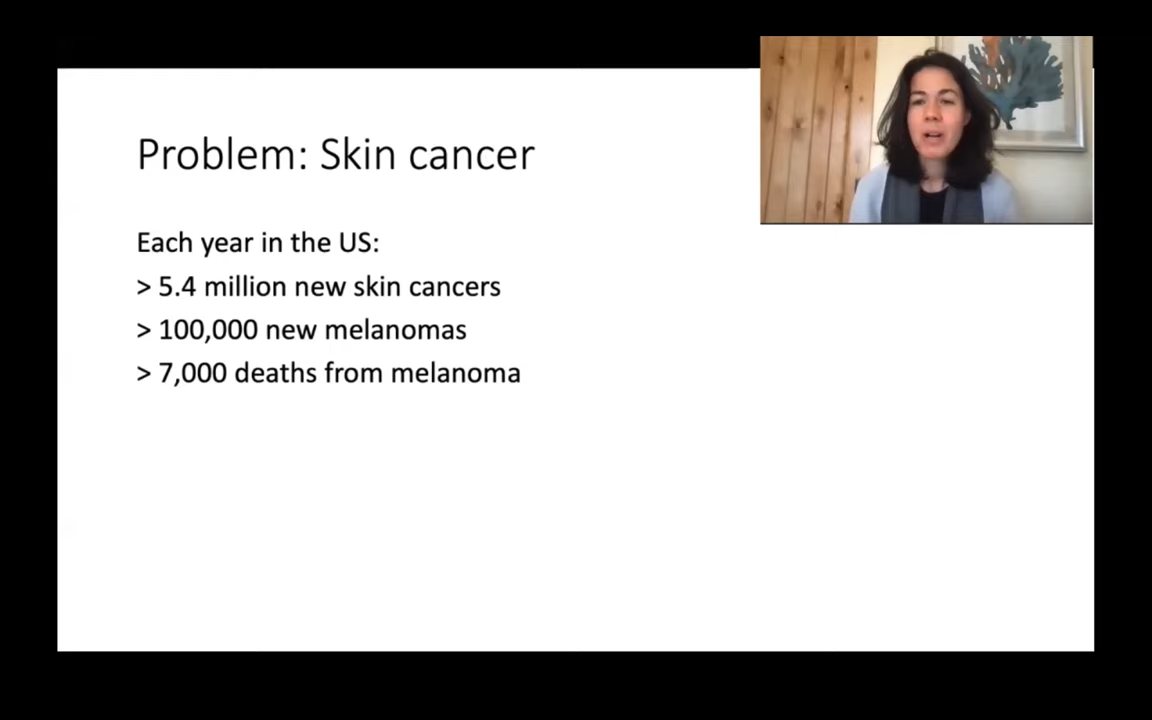 Problem: Skin cancer
Each year in the US:
> 5.4 million new skin cancers
> 100,000 new melanomas
> 7,000 deaths from melanoma